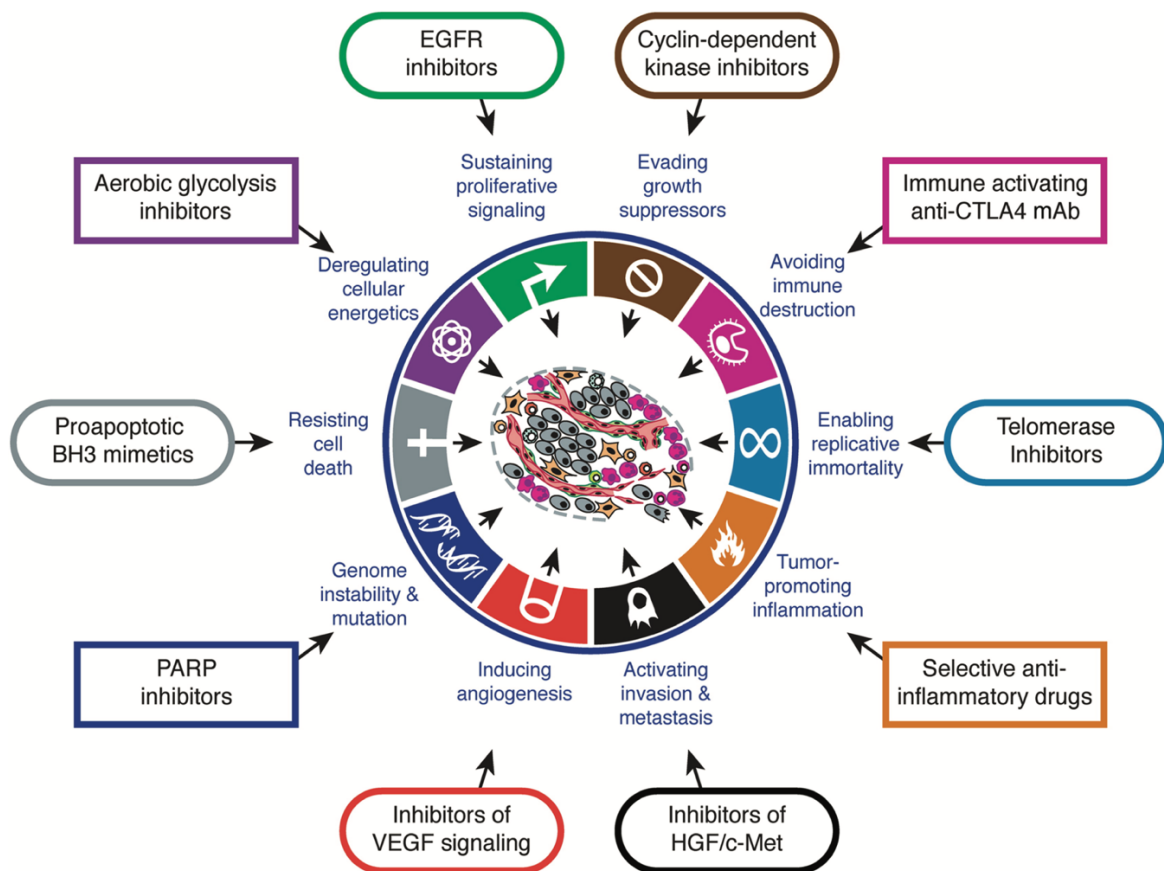 EGFR
inhibitors
Cyclin-dependent
kinase inhibitors
Aerobic glycolysis
inhibitors
Sustaining
proliferative
signaling
Evading
growth
suppressors
Immune activating
anti-CTLA4 mAb
Deregulating
cellular
energetics
Avoiding
immune
destruction
Proapoptotic
BH3 mimetics
Resisting
cell
death
Enabling
replicative
immortality
Telomerase
Inhibitors
Genome
instability &
mutation
Tumor-
promoting
inflammation
PARP
inhibitors
Inducing
angiogenesis
Activating
invasion &
metastasis
Selective anti-
inflammatory drugs
Inhibitors of
VEGF signaling
Inhibitors of
HGF/c-Met